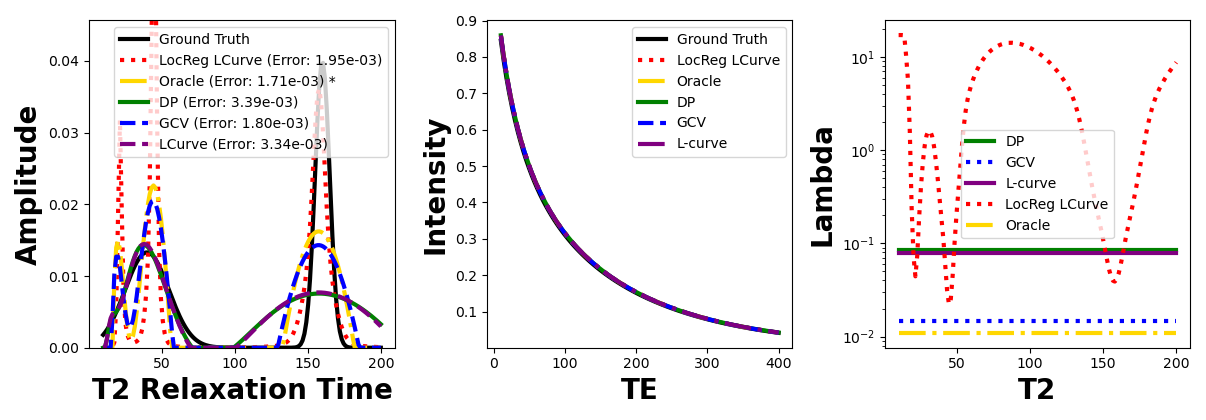 Amplitude
0.04
0.03
0.02
0.01
0.00
Ground Truth
LocReg LCurve (Error: 1.95e-03)
Oracle (Error: 1.71e-03) *
DP (Error: 3.39e-03)
GCV (Error: 1.80e-03)
LCurve (Error: 3.34e-03)
50 100 150 200
T2 Relaxation Time
Intensity
0.9
0.8
0.7
0.6
0.5
0.4
0.3
0.2
0.1
Ground Truth
LocReg LCurve
Oracle
DP
GCV
L-curve
0 100 200 300 400
TE
Lambda
10¹
10⁰
10⁻¹
10⁻²
DP
GCV
L-curve
LocReg LCurve
Oracle
50 100 150 200
T2